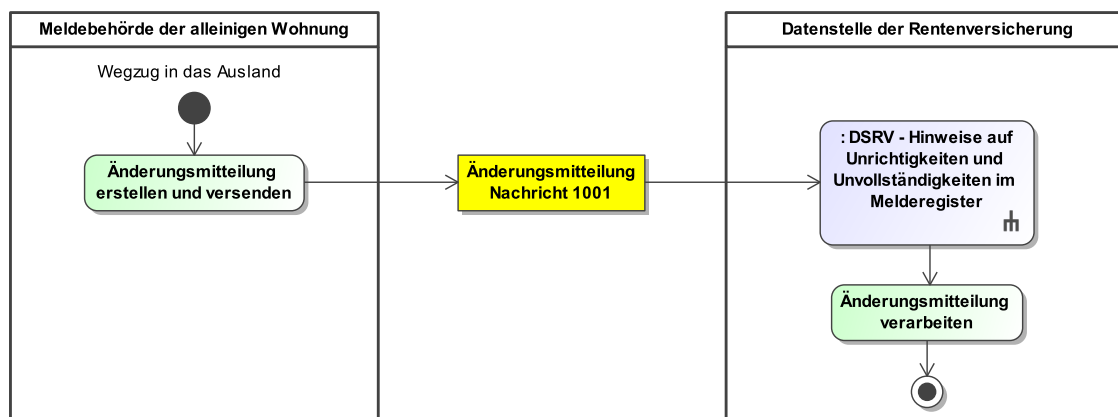 Meldebehörde der alleinigen Wohnung
Wegzug in das Ausland
Änderungsmitteilung
erstellen und versenden
Änderungsmitteilung
Nachricht 1001
Datenstelle der Rentenversicherung
: DSRV - Hinweise auf
Unrichtigkeiten und
Unvollständigkeiten im
Melderegister
Änderungsmitteilung
verarbeiten